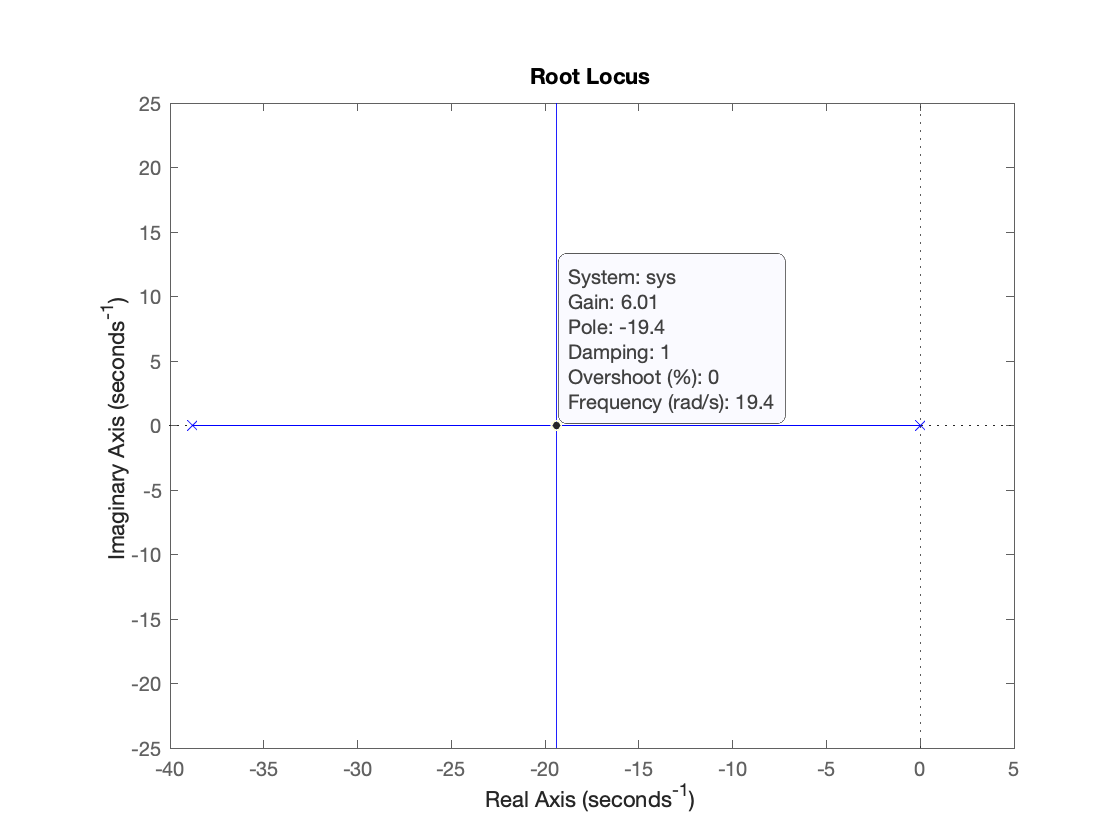 Root Locus
25
20
15
10
5
0
-5
-10
-15
-20
-25
Imaginary Axis (seconds⁻¹)
System: sys
Gain: 6.01
Pole: -19.4
Damping: 1
Overshoot (%): 0
Frequency (rad/s): 19.4
-40 -35 -30 -25 -20 -15 -10 -5 0 5
Real Axis (seconds⁻¹)